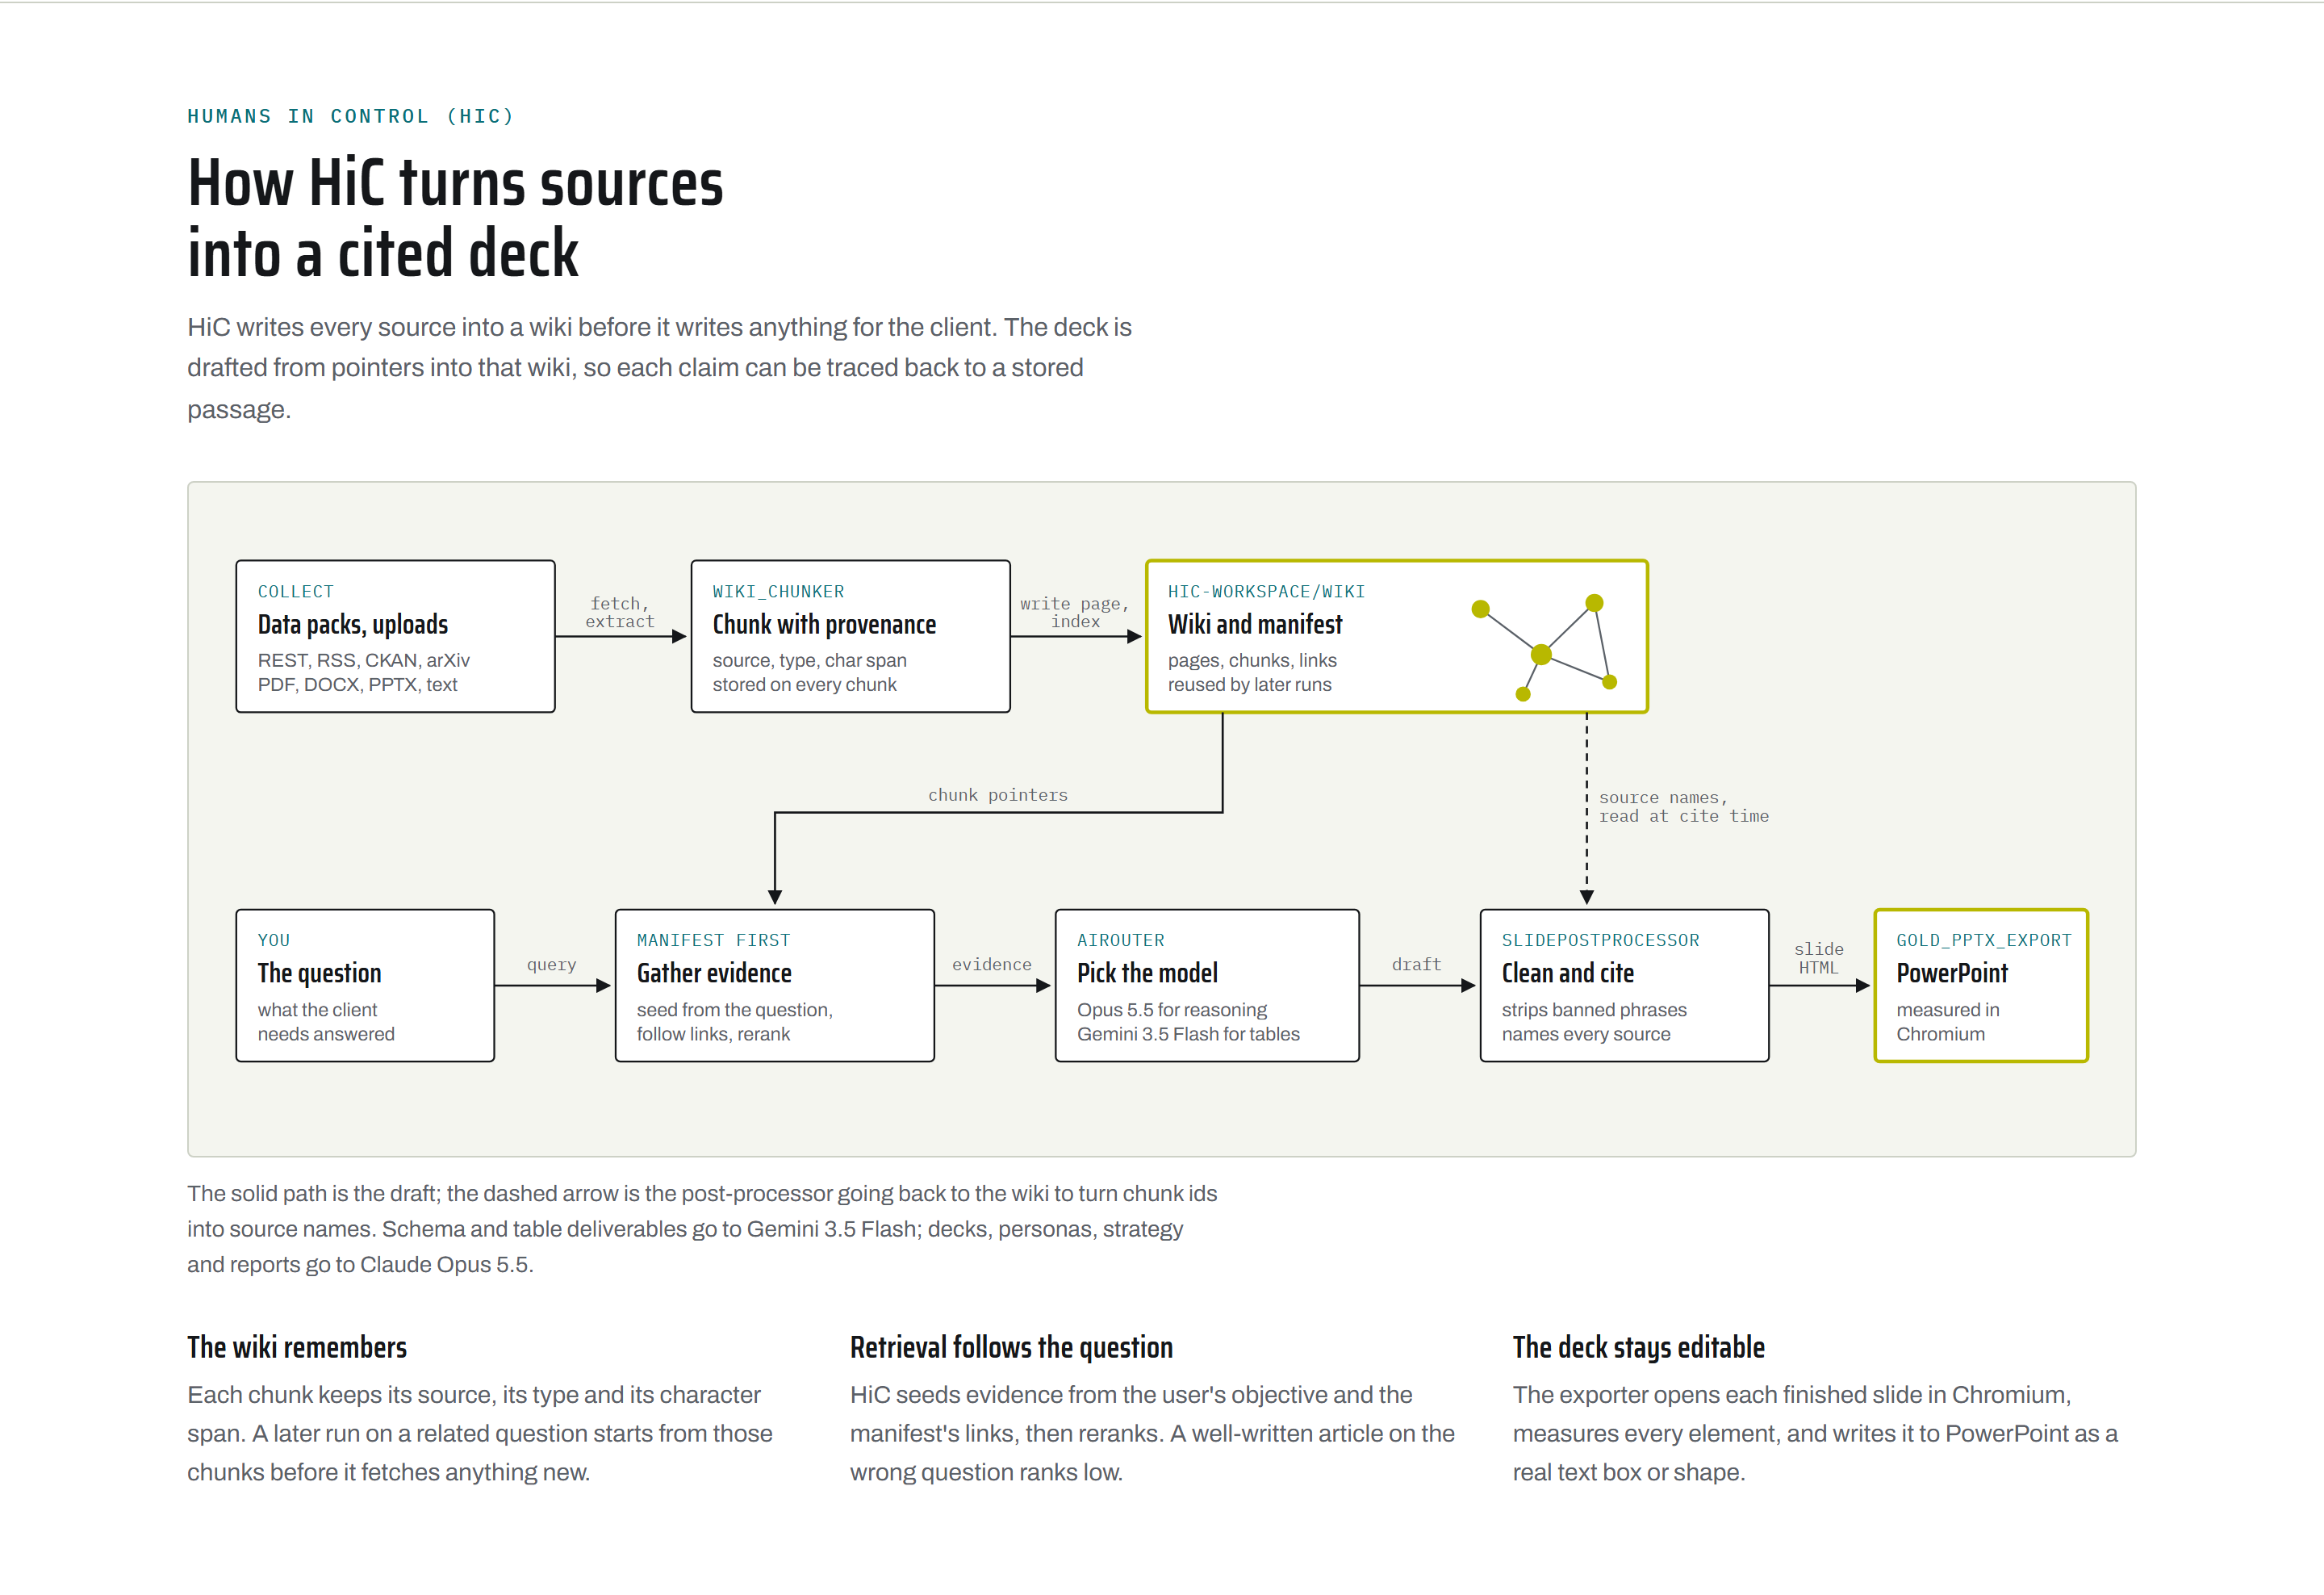 HUMANS IN CONTROL (HIC)
How HiC turns sources
into a cited deck
HiC writes every source into a wiki before it writes anything for the client. The deck is
drafted from pointers into that wiki, so each claim can be traced back to a stored
passage.
COLLECT
Data packs, uploads
REST, RSS, CKAN, arXiv
PDF, DOCX, PPTX, text
fetch,
extract
WIKI_CHUNKER
Chunk with provenance
source, type, char span
stored on every chunk
write page,
index
HIC-WORKSPACE/WIKI
Wiki and manifest
pages, chunks, links
reused by later runs
chunk pointers
source names,
read at cite time
YOU
The question
what the client
needs answered
query
MANIFEST FIRST
Gather evidence
seed from the question,
follow links, rerank
evidence
AIROUTER
Pick the model
Opus 5.5 for reasoning
Gemini 3.5 Flash for tables
draft
SLIDEPOSTPROCESSOR
Clean and cite
strips banned phrases
names every source
slide
HTML
GOLD_PPTX_EXPORT
PowerPoint
measured in
Chromium
The solid path is the draft; the dashed arrow is the post-processor going back to the wiki to turn chunk ids
into source names. Schema and table deliverables go to Gemini 3.5 Flash; decks, personas, strategy
and reports go to Claude Opus 5.5.
The wiki remembers
Each chunk keeps its source, its type and its character
span. A later run on a related question starts from those
chunks before it fetches anything new.
Retrieval follows the question
HiC seeds evidence from the user's objective and the
manifest's links, then reranks. A well-written article on the
wrong question ranks low.
The deck stays editable
The exporter opens each finished slide in Chromium,
measures every element, and writes it to PowerPoint as a
real text box or shape.